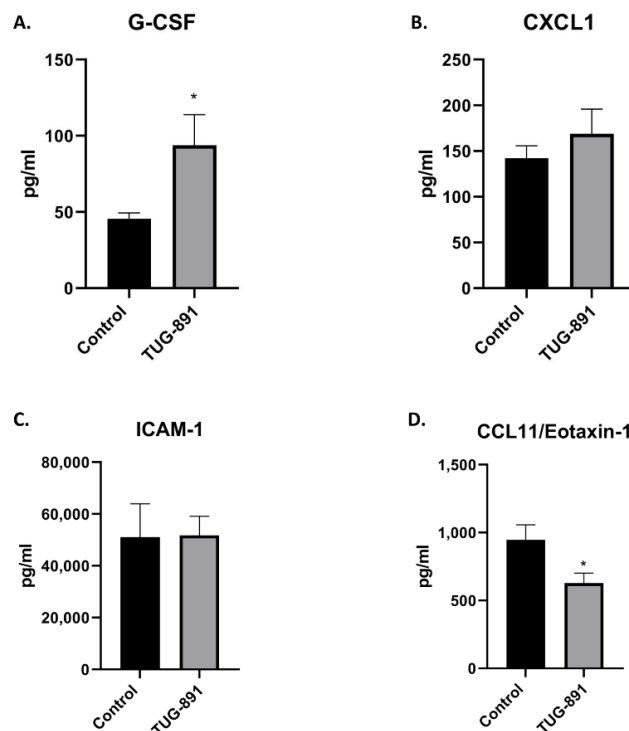 A.
G-CSF
150
100
50
0
pg/ml
*
Control
TUG-891
B.
CXCL1
250
200
150
100
50
0
pg/ml
Control
TUG-891
C.
ICAM-1
80,000
60,000
40,000
20,000
0
pg/ml
Control
TUG-891
D.
CCL11/Eotaxin-1
1,500
1,000
500
0
pg/ml
*
Control
TUG-891